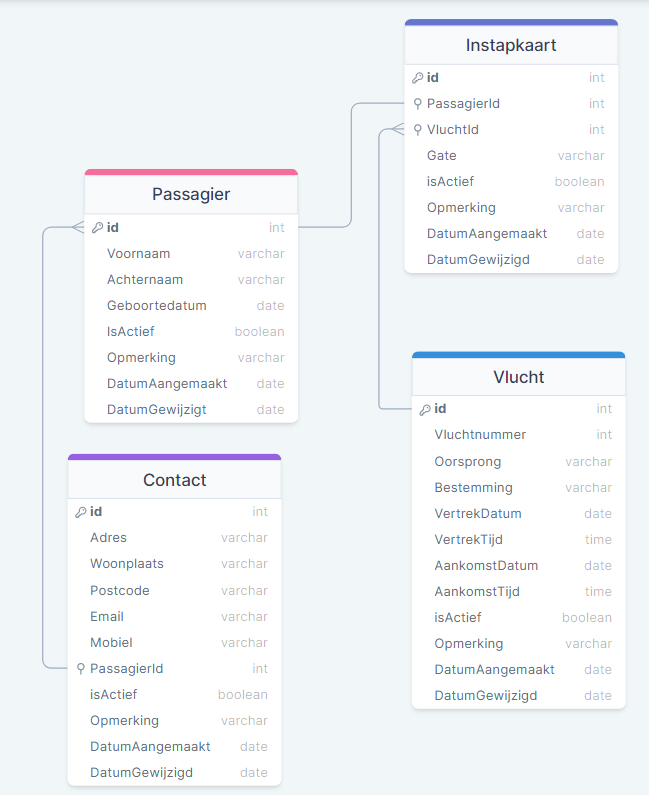 Instapkaart
id int
PassagierId int
VluchtId int
Gate varchar
isActief boolean
Opmerking varchar
DatumAangemaakt date
DatumGewijzigd date
Passagier
id int
Voornaam varchar
Achternaam varchar
Geboortedatum date
IsActief boolean
Opmerking varchar
DatumAangemaakt date
DatumGewijzigt date
Vlucht
id int
Vluchtnummer int
Oorsprong varchar
Bestemming varchar
VertrekDatum date
VertrekTijd time
AankomstDatum date
AankomstTijd time
isActief boolean
Opmerking varchar
DatumAangemaakt date
DatumGewijzigd date
Contact
id int
Adres varchar
Woonplaats varchar
Postcode varchar
Email varchar
Mobiel varchar
PassagierId int
isActief boolean
Opmerking varchar
DatumAangemaakt date
DatumGewijzigd date